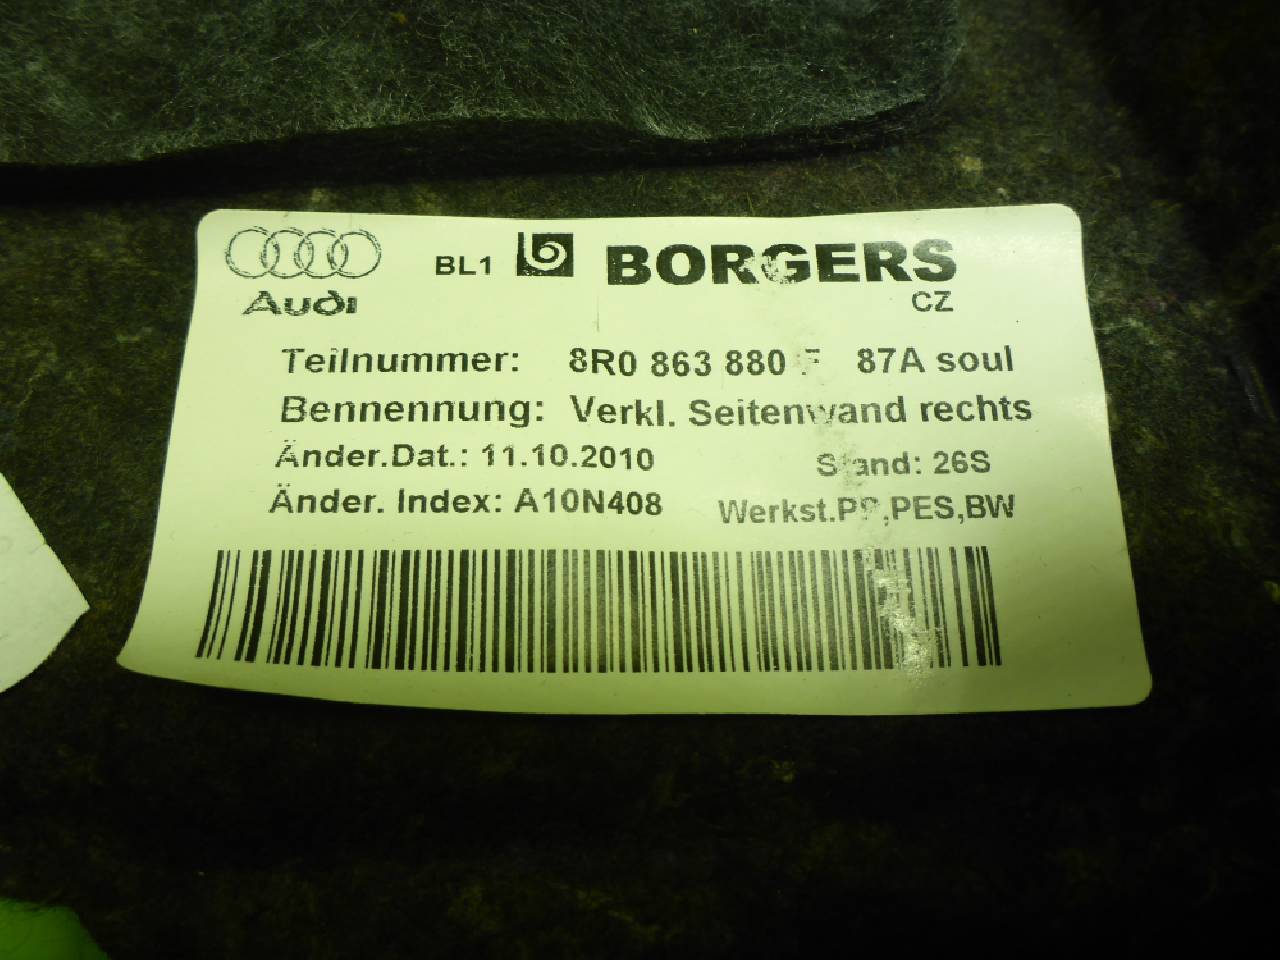 Audi BL1 BORGERS
CZ
Teilnummer: 8R0 863 880 F 87A soul
Bennennung: Verkl. Seitenwand rechts
Änder.Dat.: 11.10.2010 Stand: 26S
Änder. Index: A10N408 Werkst.PP,PES,BW